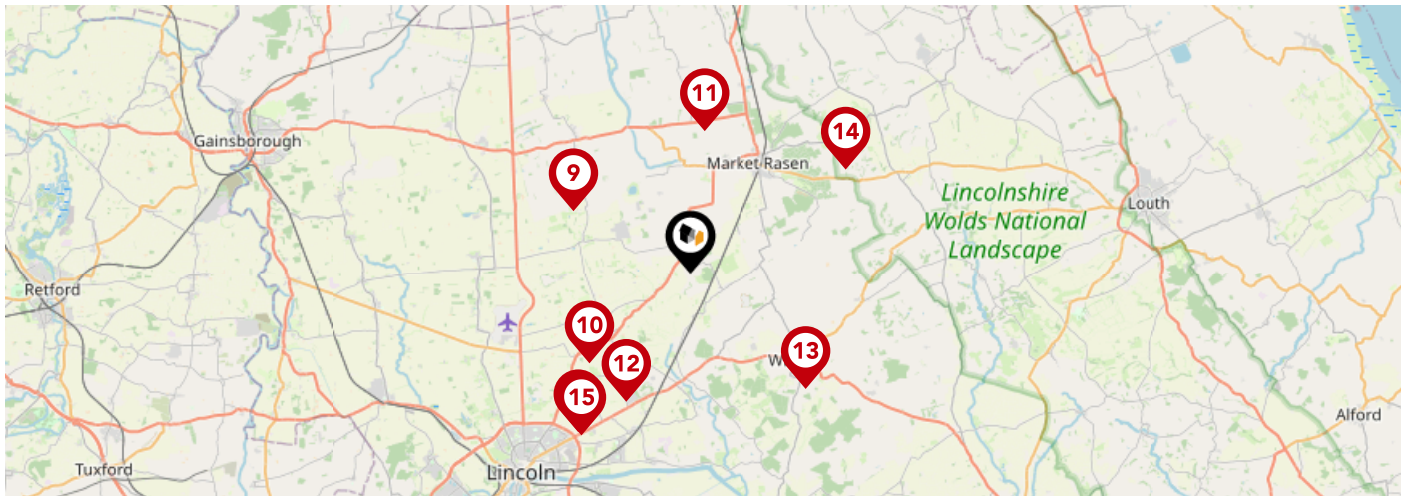 11
14
Gainsborough
Market Rasen
9
Lincolnshire
Wolds National
Landscape
Louth
Retford
10
13
12
15
Alford
Tuxford
Lincoln